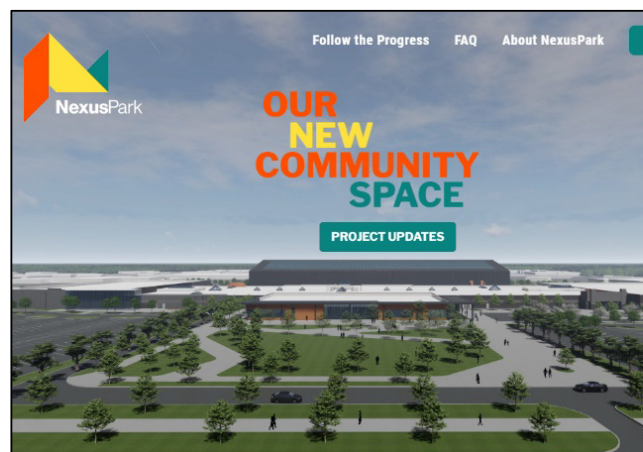 Follow the Progress FAQ About NexusPark
NexusPark
OUR
NEW
COMMUNITY
SPACE
PROJECT UPDATES